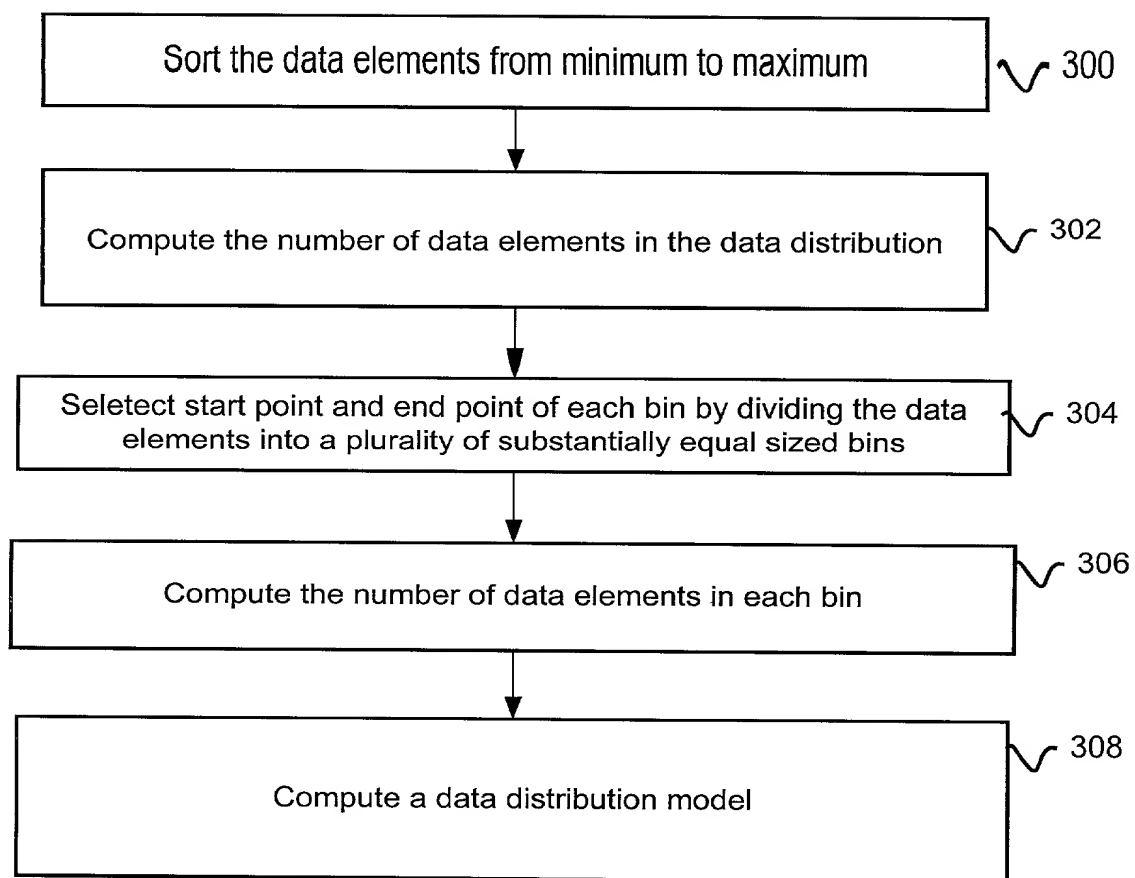 Sort the data elements from minimum to maximum
300
Compute the number of data elements in the data distribution
302
Seletect start point and end point of each bin by dividing the data
elements into a plurality of substantially equal sized bins
304
Compute the number of data elements in each bin
306
Compute a data distribution model
308